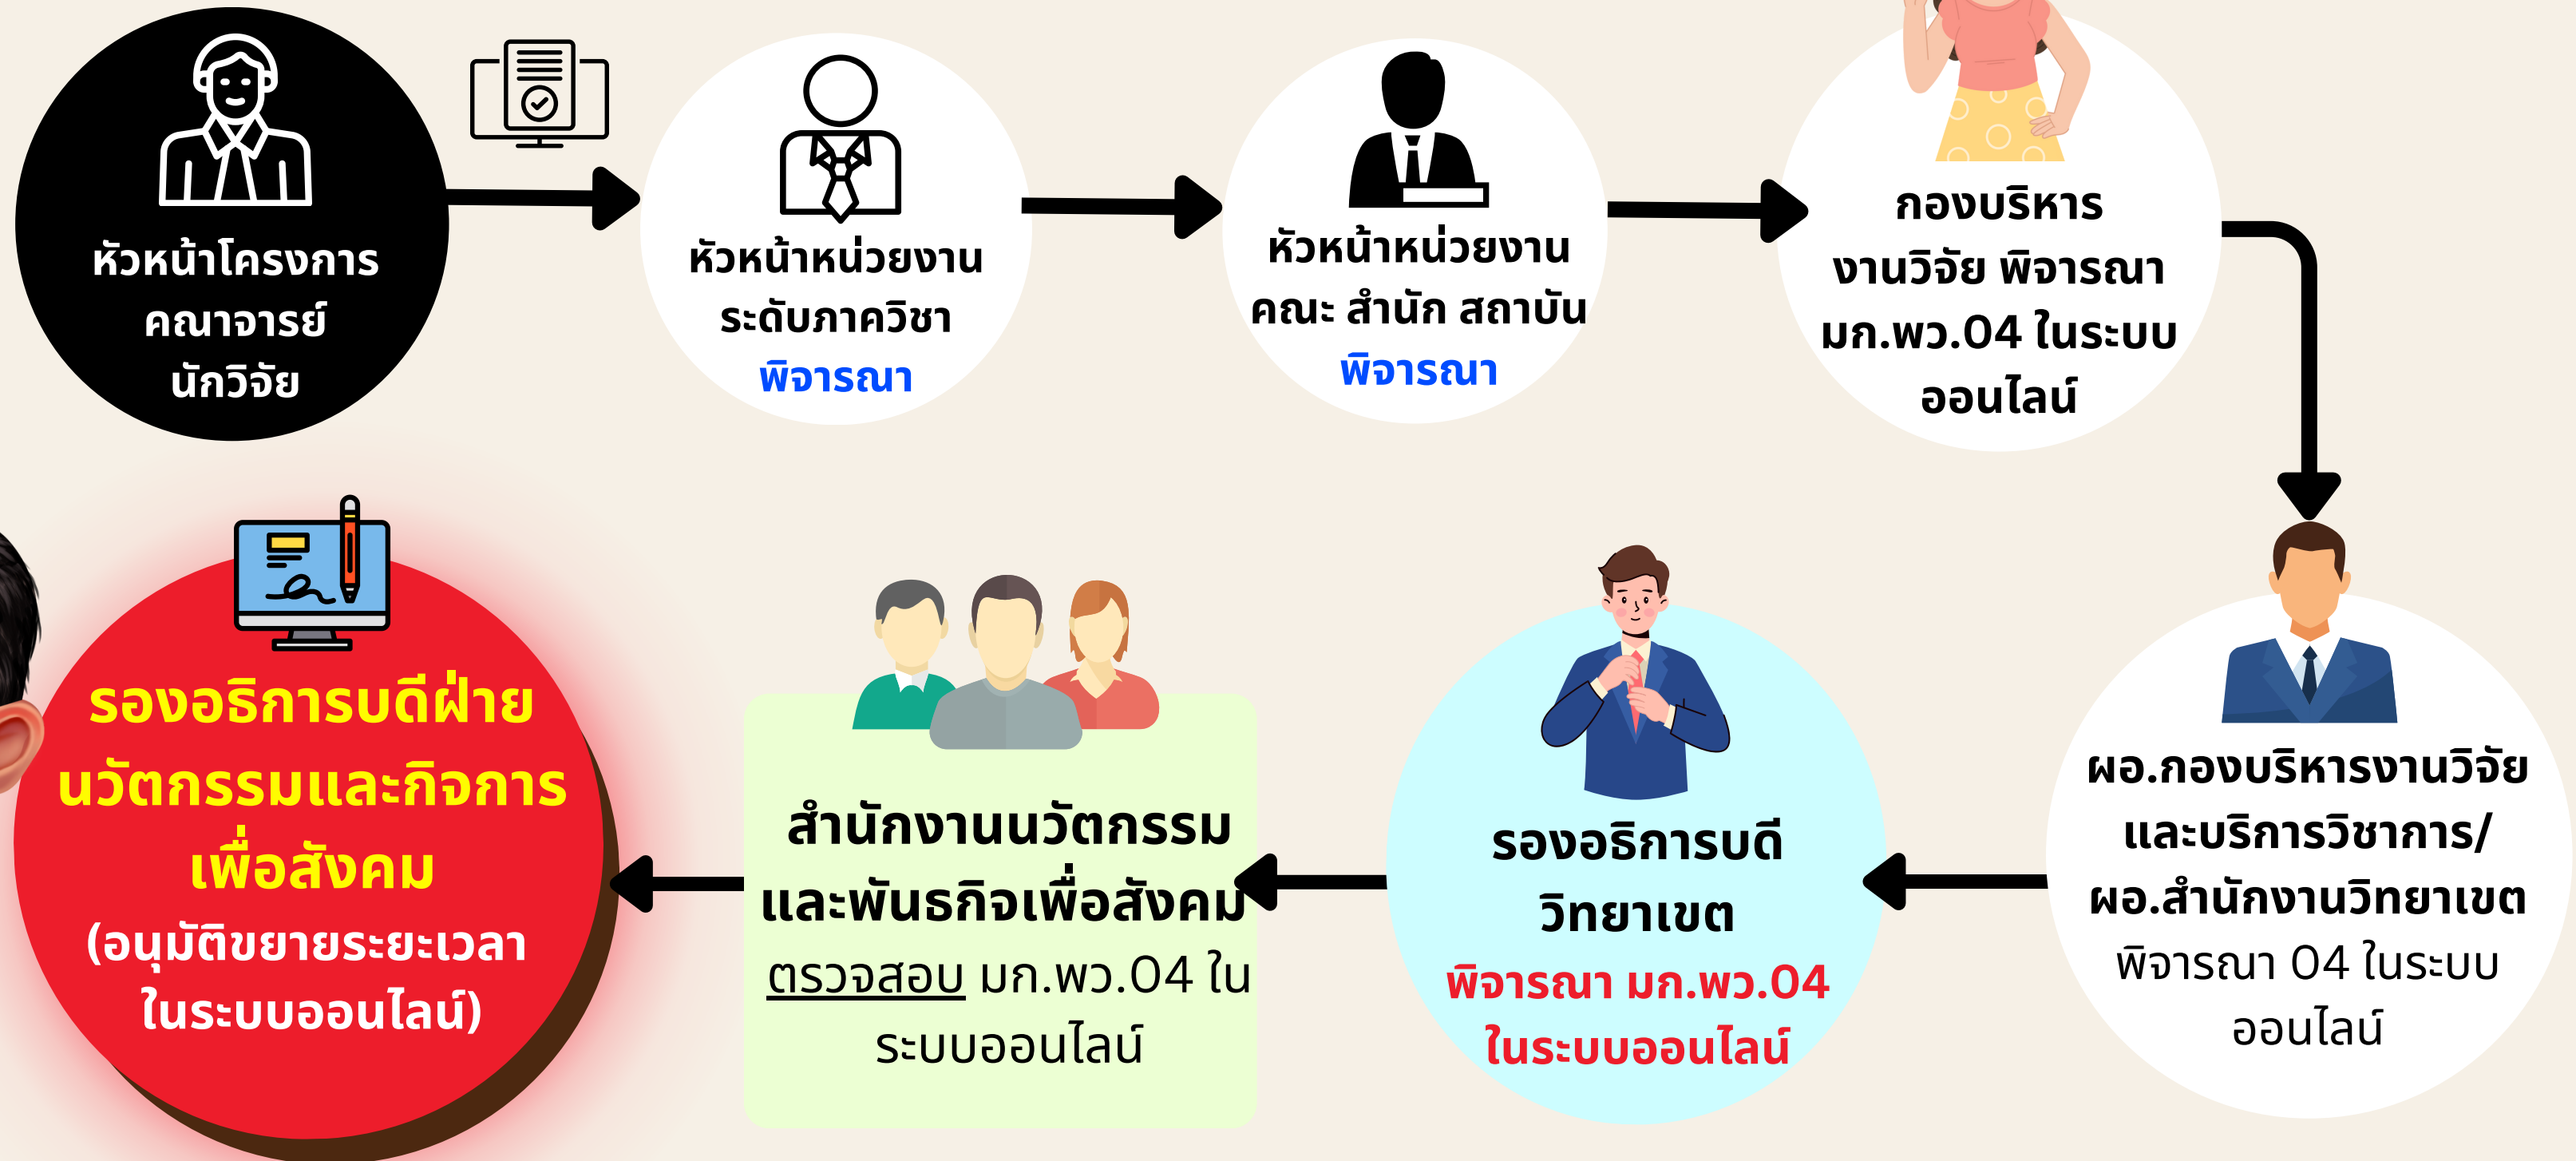 หัวหน้าโครงการ
คณาจารย์
นักวิจัย
หัวหน้าหน่วยงาน
ระดับภาควิชา
พิจารณา
หัวหน้าหน่วยงาน
คณะ สำนัก สถาบัน
พิจารณา
กองบริหาร
งานวิจัย พิจารณา
มก.พว.04 ในระบบ
ออนไลน์
ผอ.กองบริหารงานวิจัย
และบริการวิชาการ/
ผอ.สำนักงานวิทยาเขต
พิจารณา 04 ในระบบ
ออนไลน์
รองอธิการบดี
วิทยาเขต
พิจารณา มก.พว.04
ในระบบออนไลน์
สำนักงานนวัตกรรม
และพันธกิจเพื่อสังคม
ตรวจสอบ มก.พว.04 ใน
ระบบออนไลน์
รองอธิการบดีฝ่าย
นวัตกรรมและกิจการ
เพื่อสังคม
(อนุมัติขยายระยะเวลา
ในระบบออนไลน์)